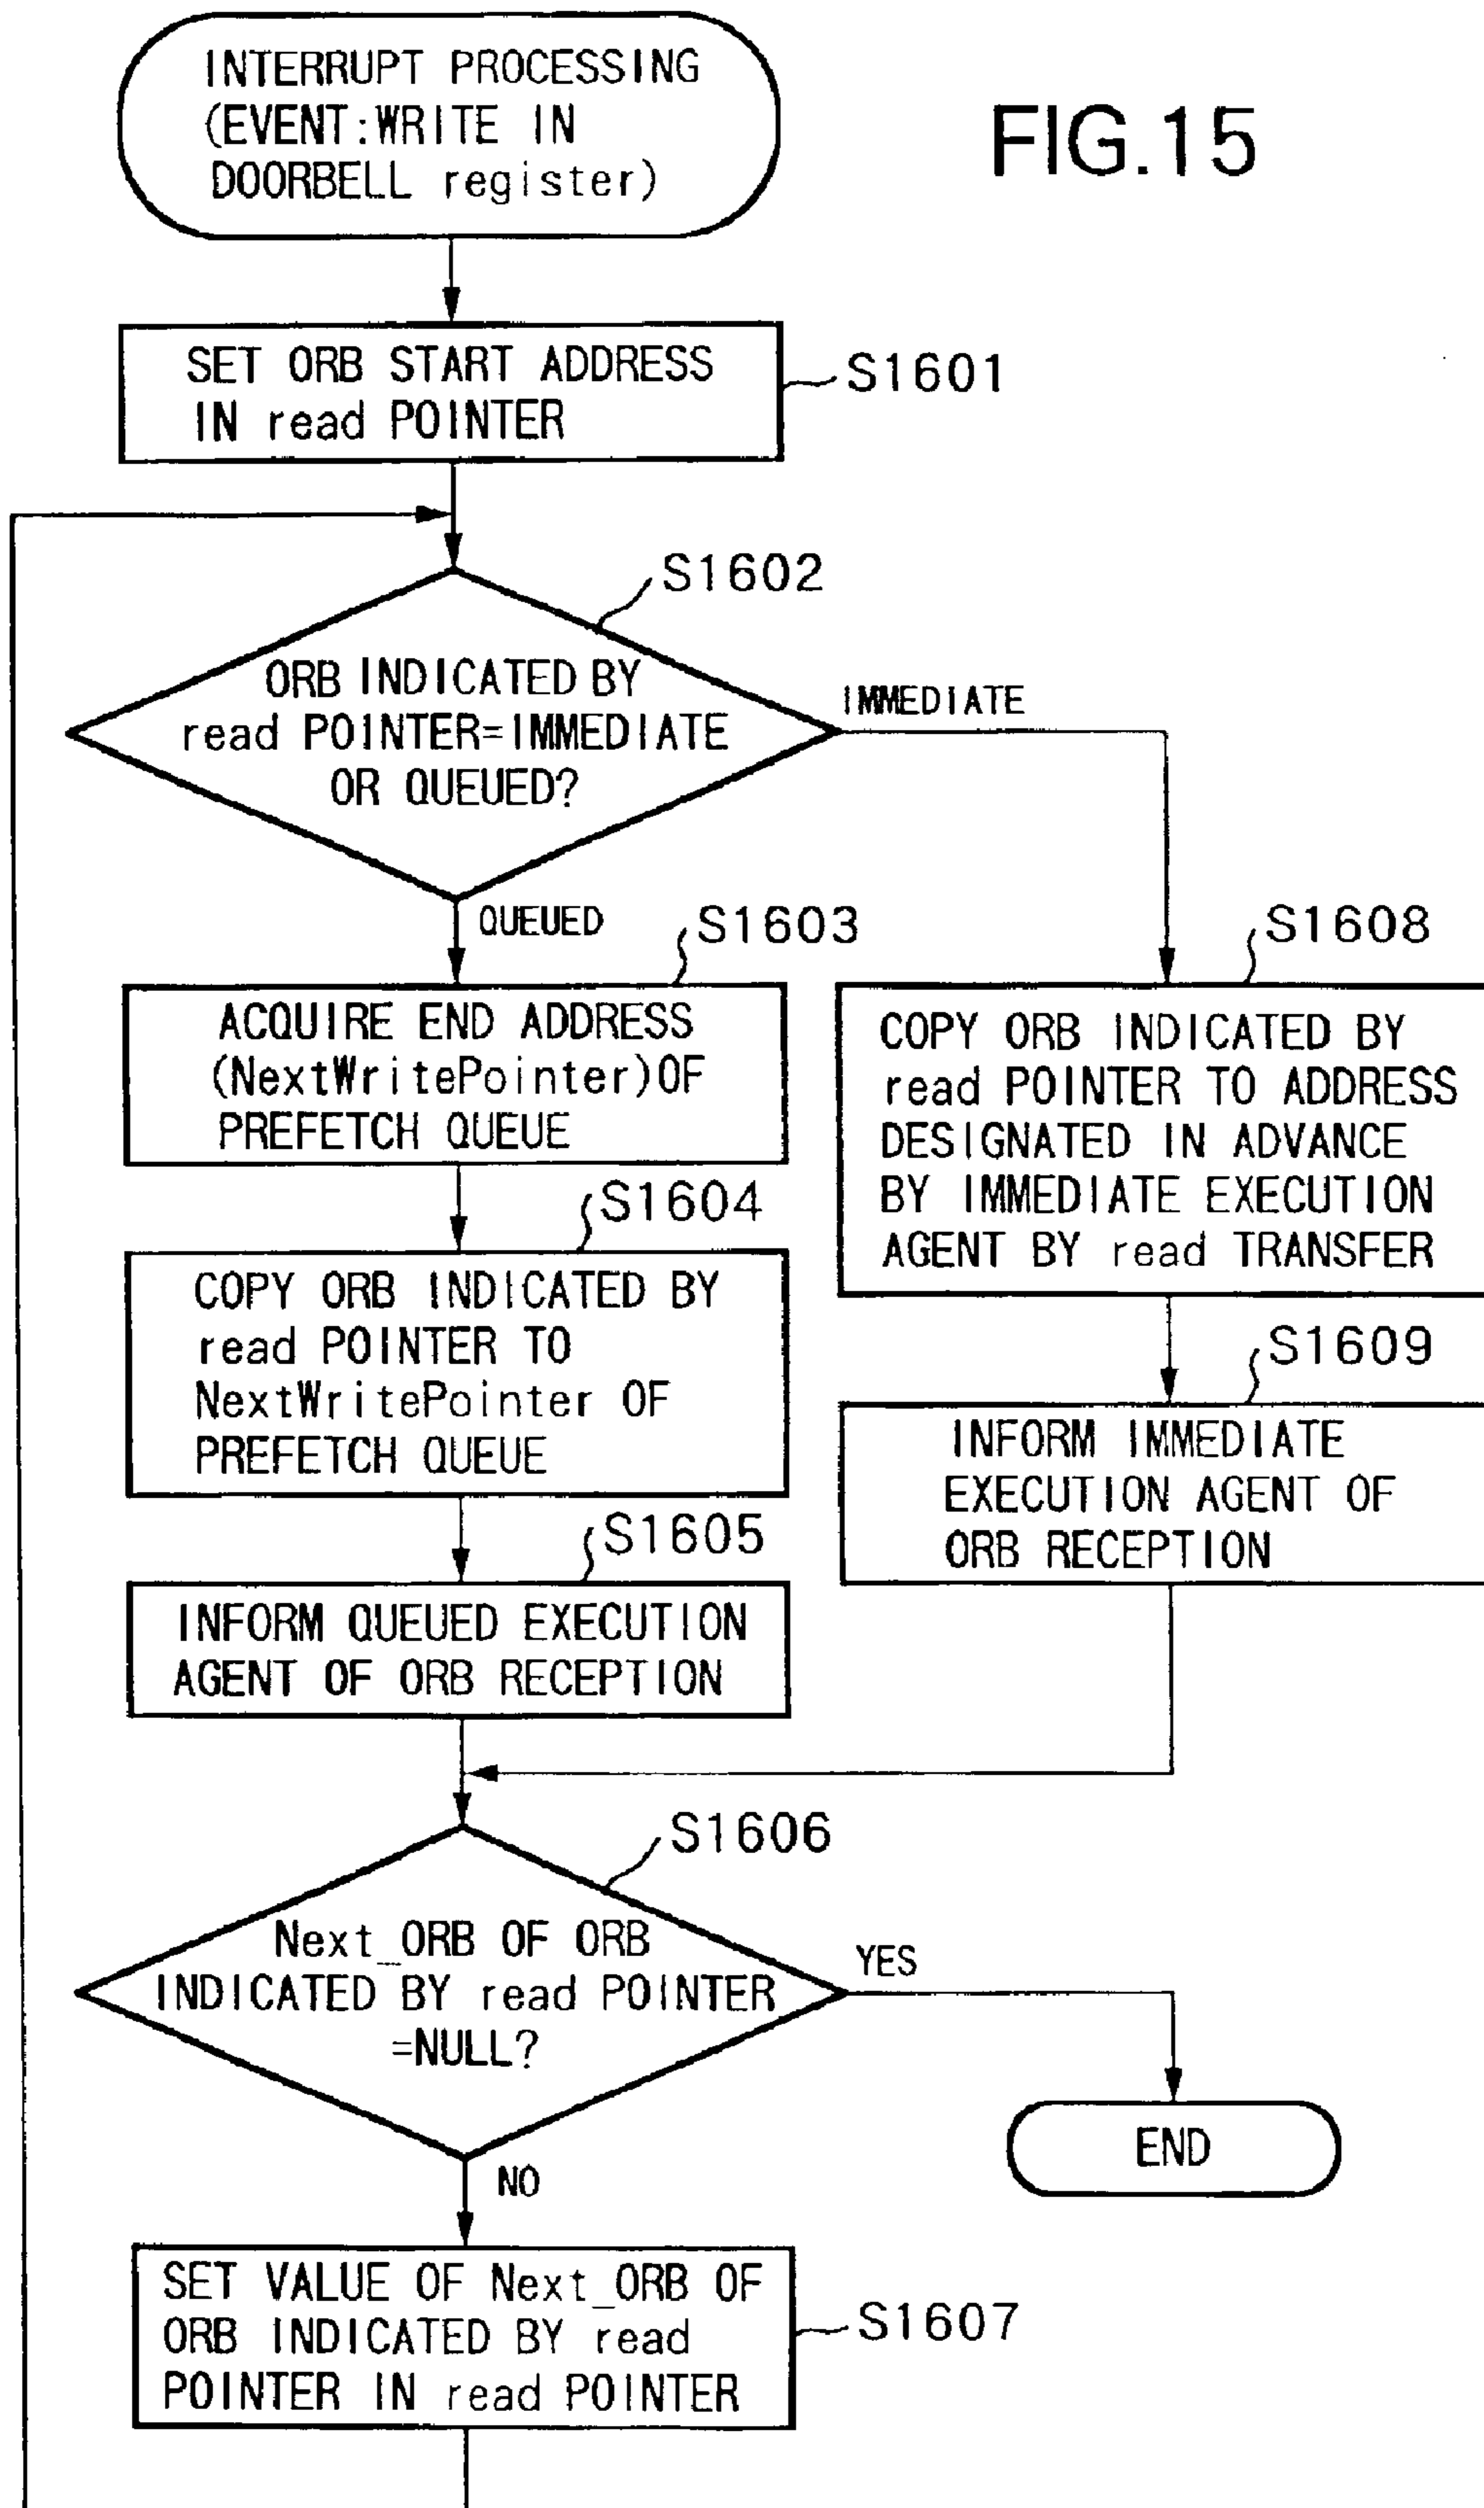 INTERRUPT PROCESSING
(EVENT:WRITE IN
DOORBELL register)
FIG.15
SET ORB START ADDRESS
IN read POINTER
S1601
S1602
ORB INDICATED BY
read POINTER=IMMEDIATE
OR QUEUED?
IMMEDIATE
QUEUED
S1603
ACQUIRE END ADDRESS
(NextWritePointer)OF
PREFETCH QUEUE
S1608
COPY ORB INDICATED BY
read POINTER TO ADDRESS
DESIGNATED IN ADVANCE
BY IMMEDIATE EXECUTION
AGENT BY read TRANSFER
S1604
COPY ORB INDICATED BY
read POINTER TO
NextWritePointer OF
PREFETCH QUEUE
S1609
INFORM IMMEDIATE
EXECUTION AGENT OF
ORB RECEPTION
S1605
INFORM QUEUED EXECUTION
AGENT OF ORB RECEPTION
S1606
Next_ORB OF ORB
INDICATED BY read POINTER
=NULL?
YES
END
NO
SET VALUE OF Next_ORB OF
ORB INDICATED BY read
POINTER IN read POINTER
S1607